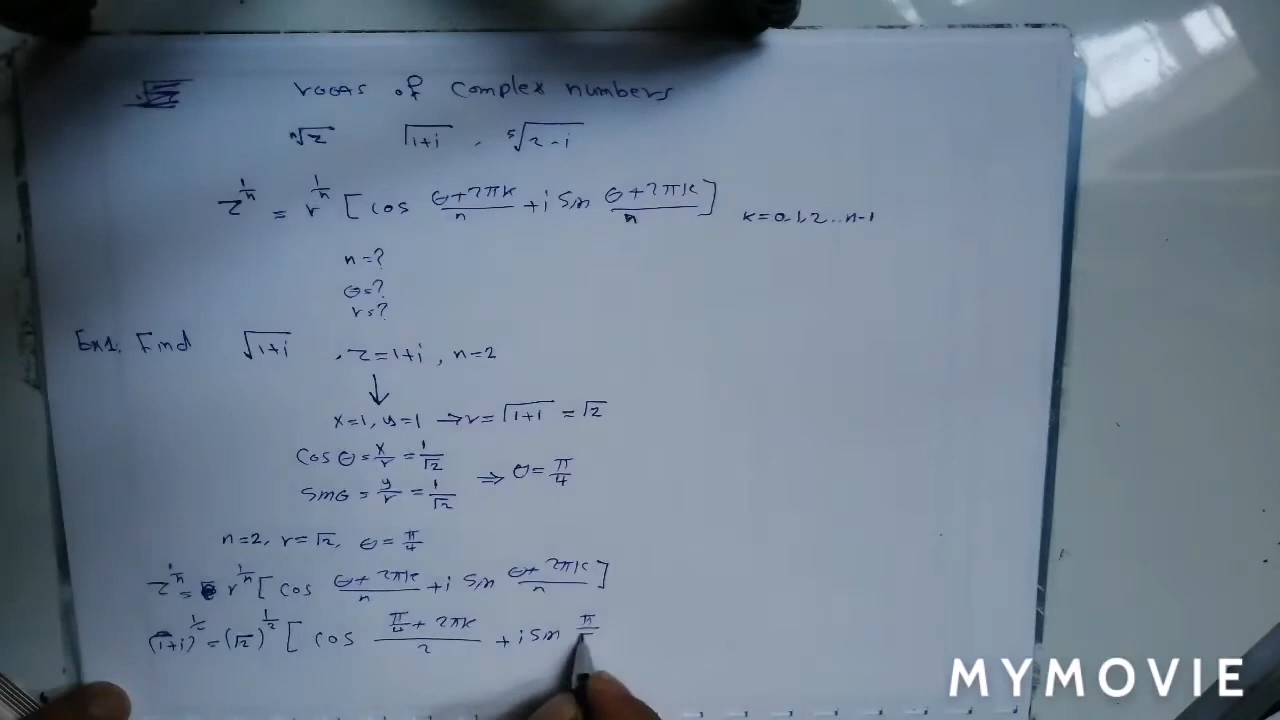 roots of complex numbers
ⁿ√z √1+i , ⁵√2-i
z^(1/n) = r^(1/n) [cos (θ+2πk)/n + i sin (θ+2πk)/n] k=0,1,2..n-1
n=?
θ=?
r=?
Ex1. Find √1+i , z=1+i, n=2
↓
x=1, y=1 → r=√1+1 = √2
cos θ = x/r = 1/√2
sin θ = y/r = 1/√2 ⇒ θ = π/4
n=2, r=√2, θ=π/4
z^(1/n) = r^(1/n) [cos (θ+2πk)/n + i sin (θ+2πk)/n]
(1+i)^(1/2) = (√2)^(1/2) [cos (π/4+2πk)/2 + i sin π
MYMOVIE